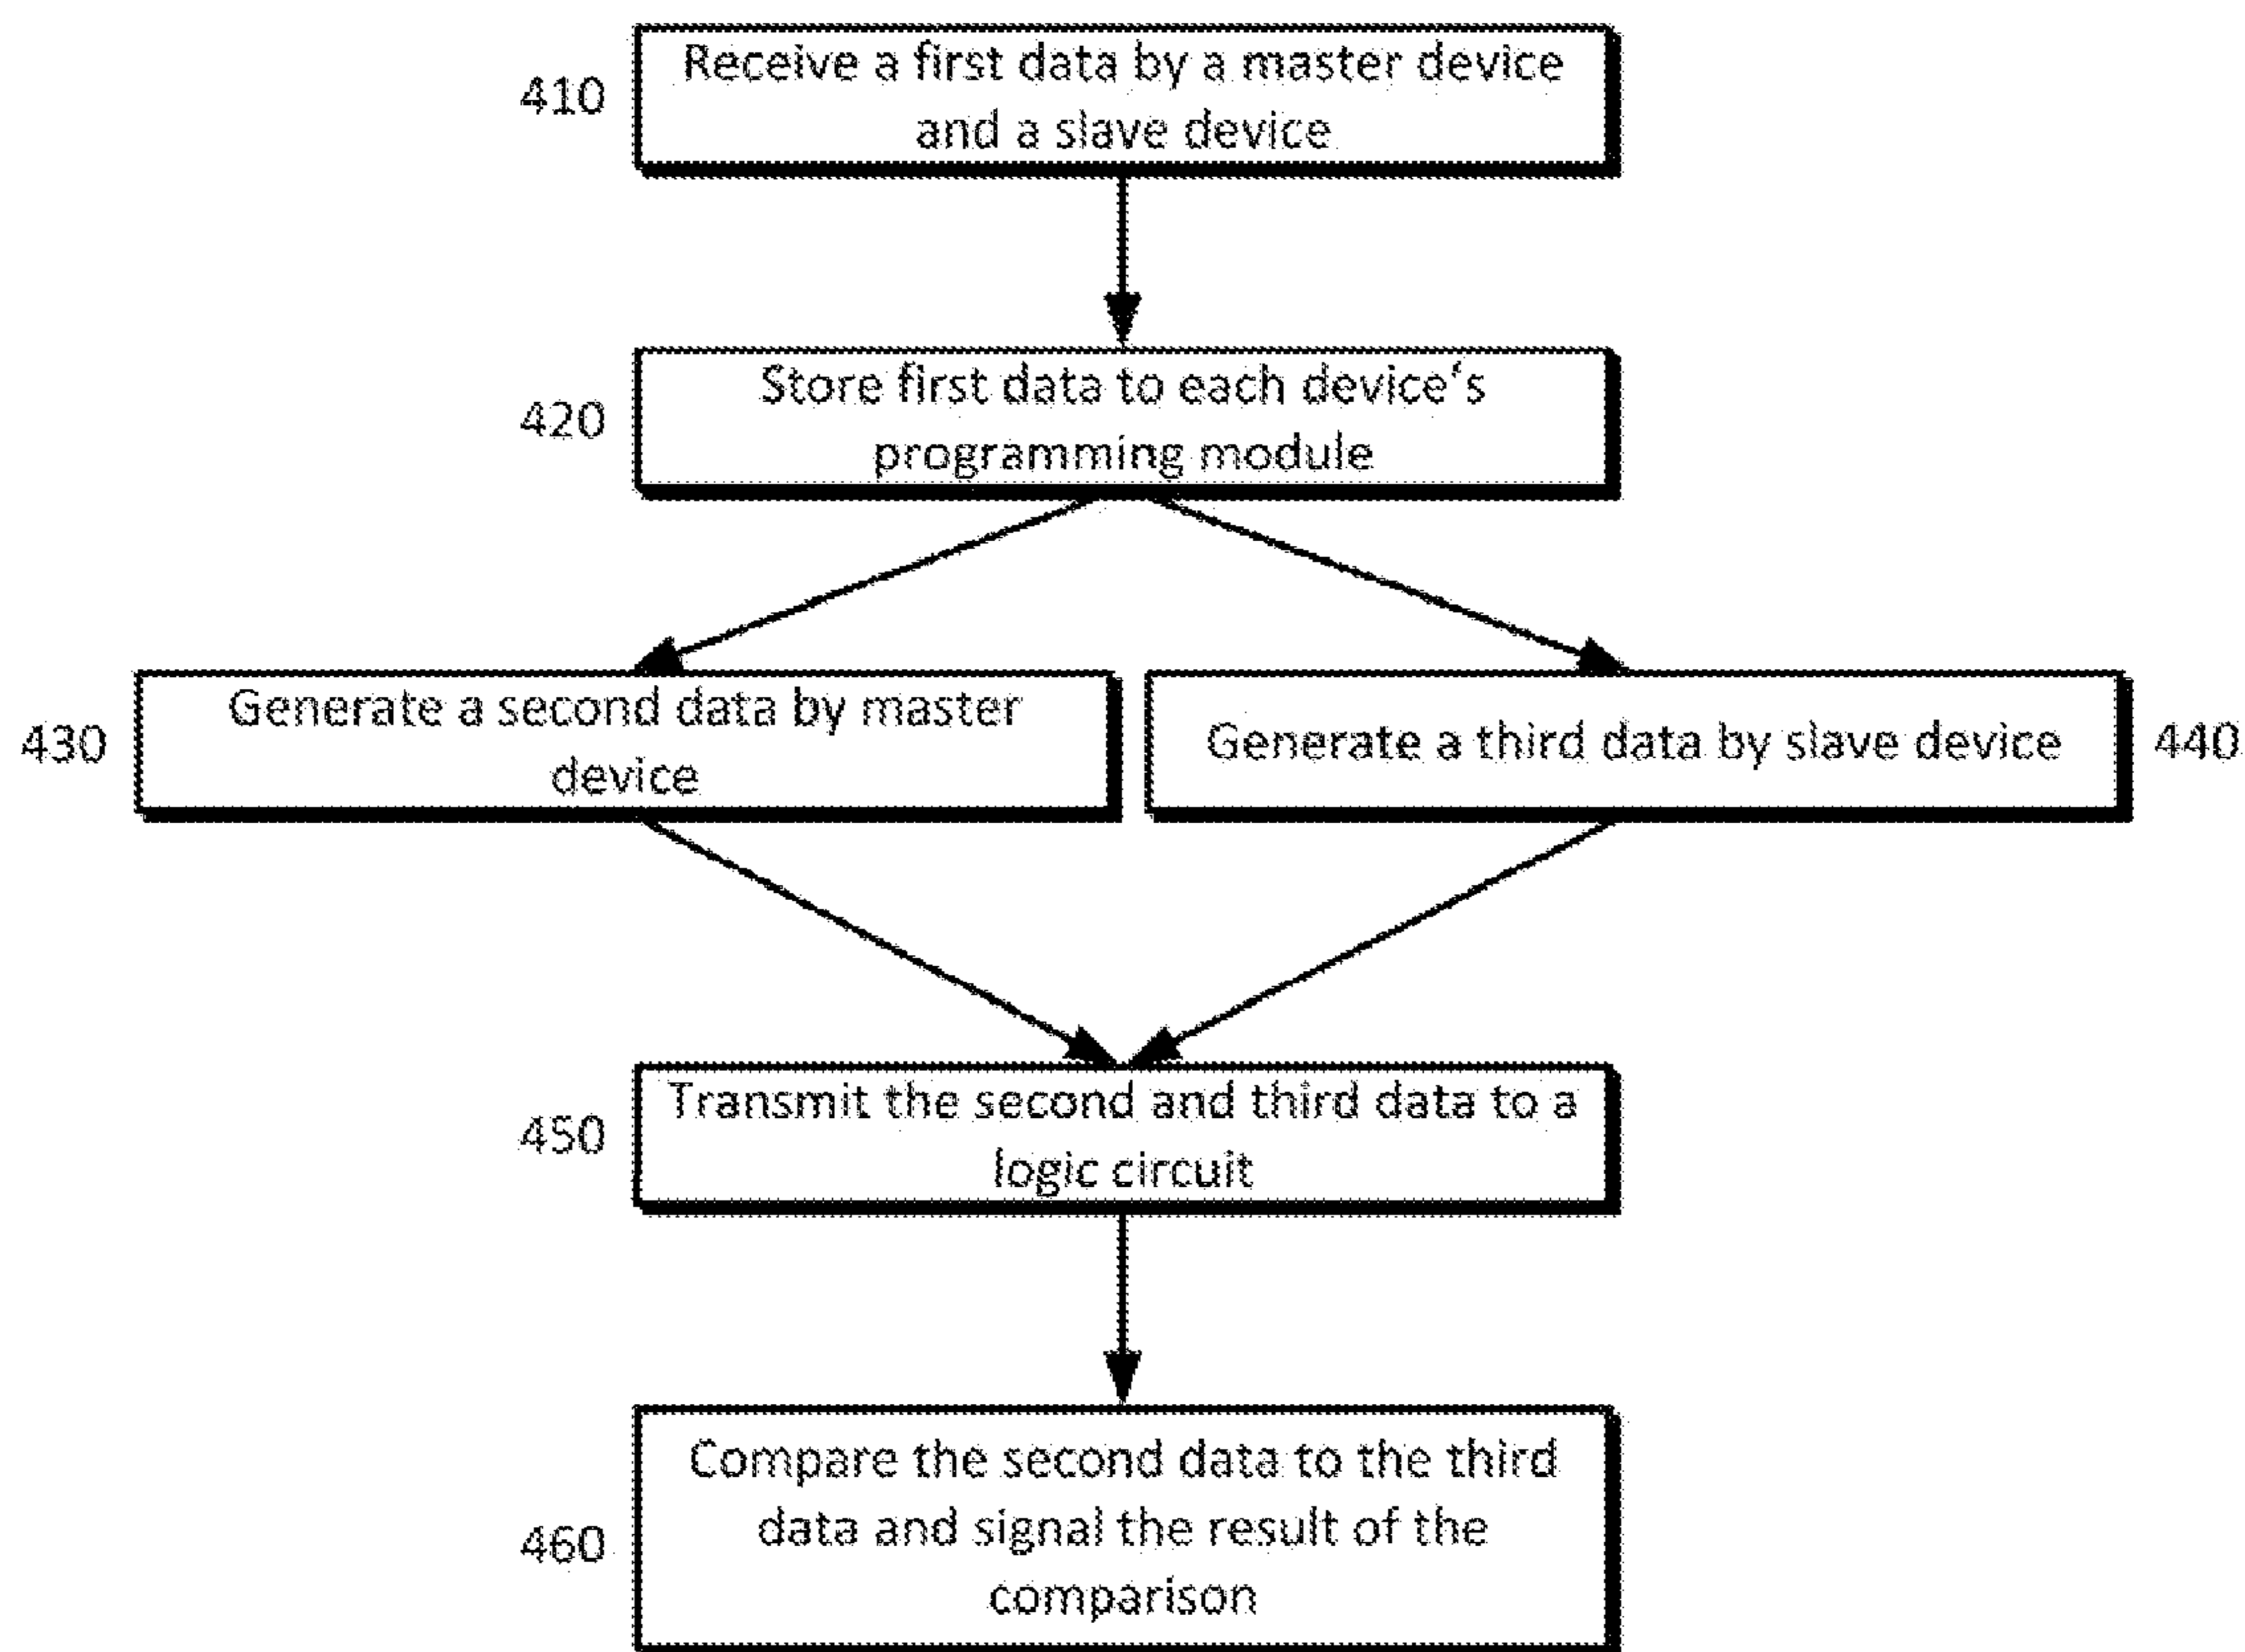 410
Receive a first data by a master device
and a slave device
420
Store first data to each device‘s
programming module
430
Generate a second data by master
device
Generate a third data by slave device
440
450
Transmit the second and third data to a
logic circuit
460
Compare the second data to the third
data and signal the result of the
comparison